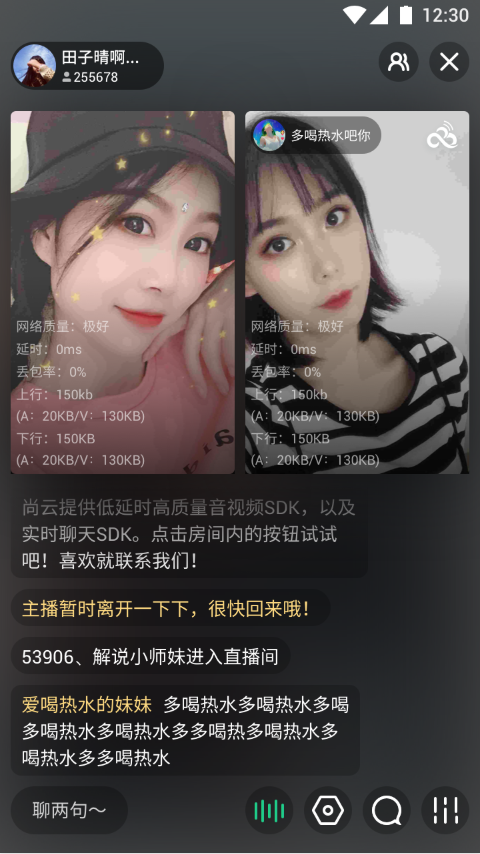 12:30
田子晴啊...
255678
多喝热水吧你
网络质量：极好
延时：0ms
丢包率：0%
上行：150kb
(A：20KB/V：130KB)
下行：150KB
(A：20KB/V：130KB)
网络质量：极好
延时：0ms
丢包率：0%
上行：150kb
(A：20KB/V：130KB)
下行：150KB
(A：20KB/V：130KB)
尚云提供低延时高质量音视频SDK，以及
实时聊天SDK。点击房间内的按钮试试
吧！喜欢就联系我们！
主播暂时离开一下下，很快回来哦！
53906、解说小师妹进入直播间
爱喝热水的妹妹 多喝热水多喝热水多喝
多喝热水多喝热水多多喝热多喝热水多
喝热水多多喝热水
聊两句～